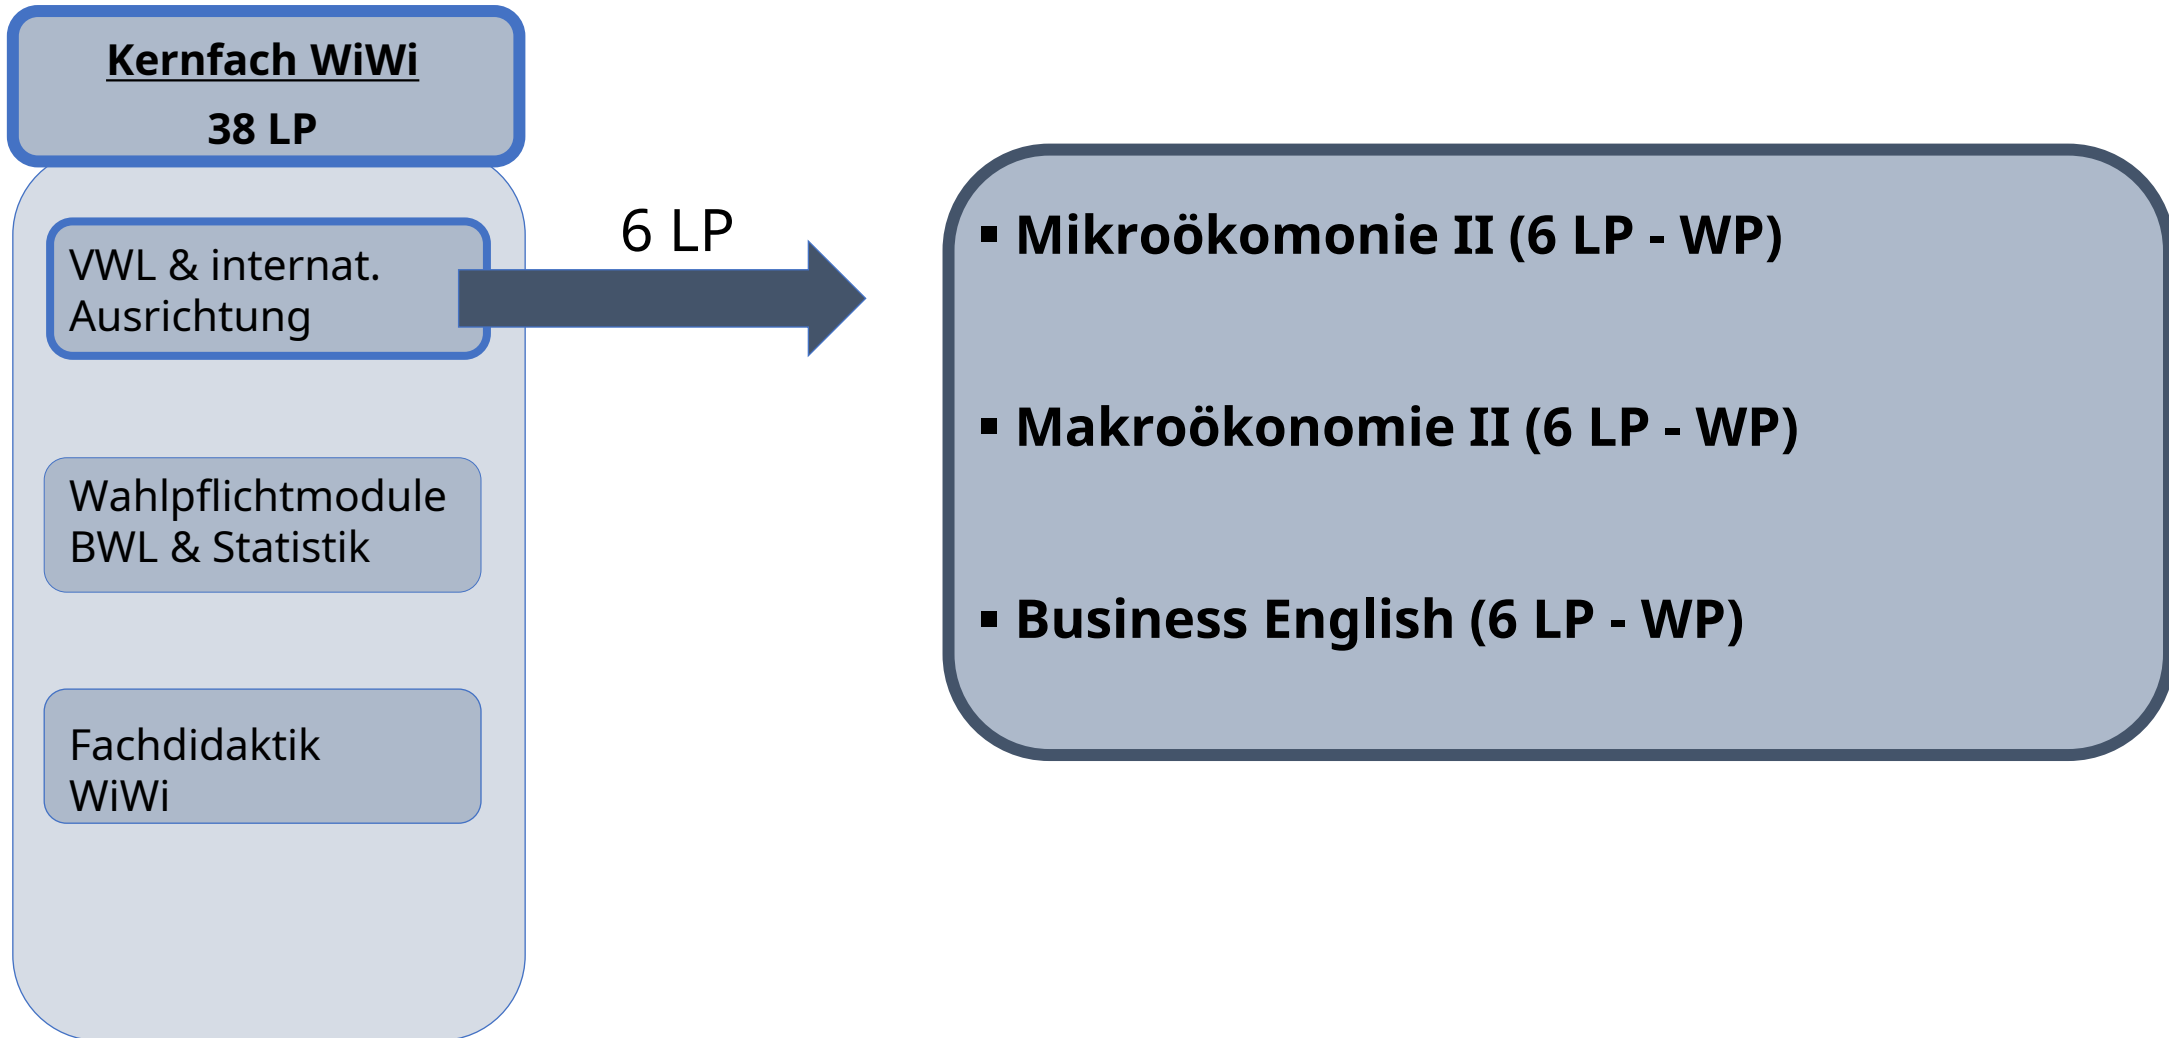 Kernfach WiWi
38 LP
VWL & internat.
Ausrichtung
Wahlpflichtmodule
BWL & Statistik
Fachdidaktik
WiWi
6 LP
▪ Mikroökomonie II (6 LP - WP)
▪ Makroökonomie II (6 LP - WP)
▪ Business English (6 LP - WP)